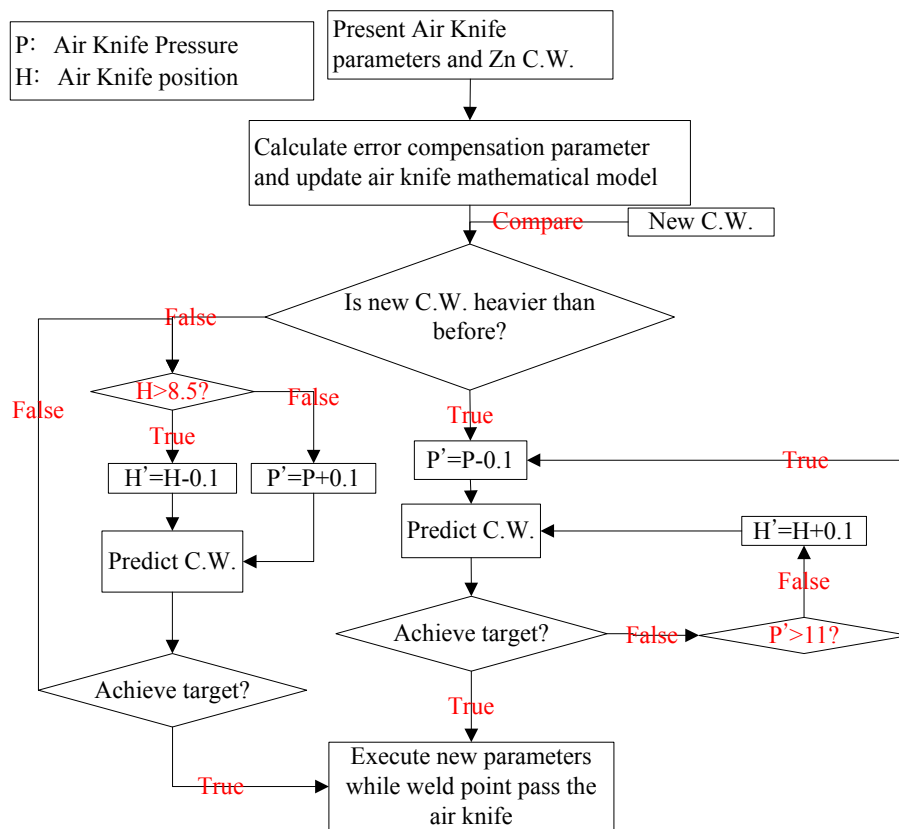 P: Air Knife Pressure
H: Air Knife position
Present Air Knife
parameters and Zn C.W.
Calculate error compensation parameter
and update air knife mathematical model
Compare
New C.W.
Is new C.W. heavier than
before?
False
H>8.5?
False
False
True
True
H’=H-0.1
P’=P+0.1
P’=P-0.1
True
Predict C.W.
Predict C.W.
H’=H+0.1
False
Achieve target?
False
P’>11?
Achieve target?
True
True
Execute new parameters
while weld point pass the
air knife